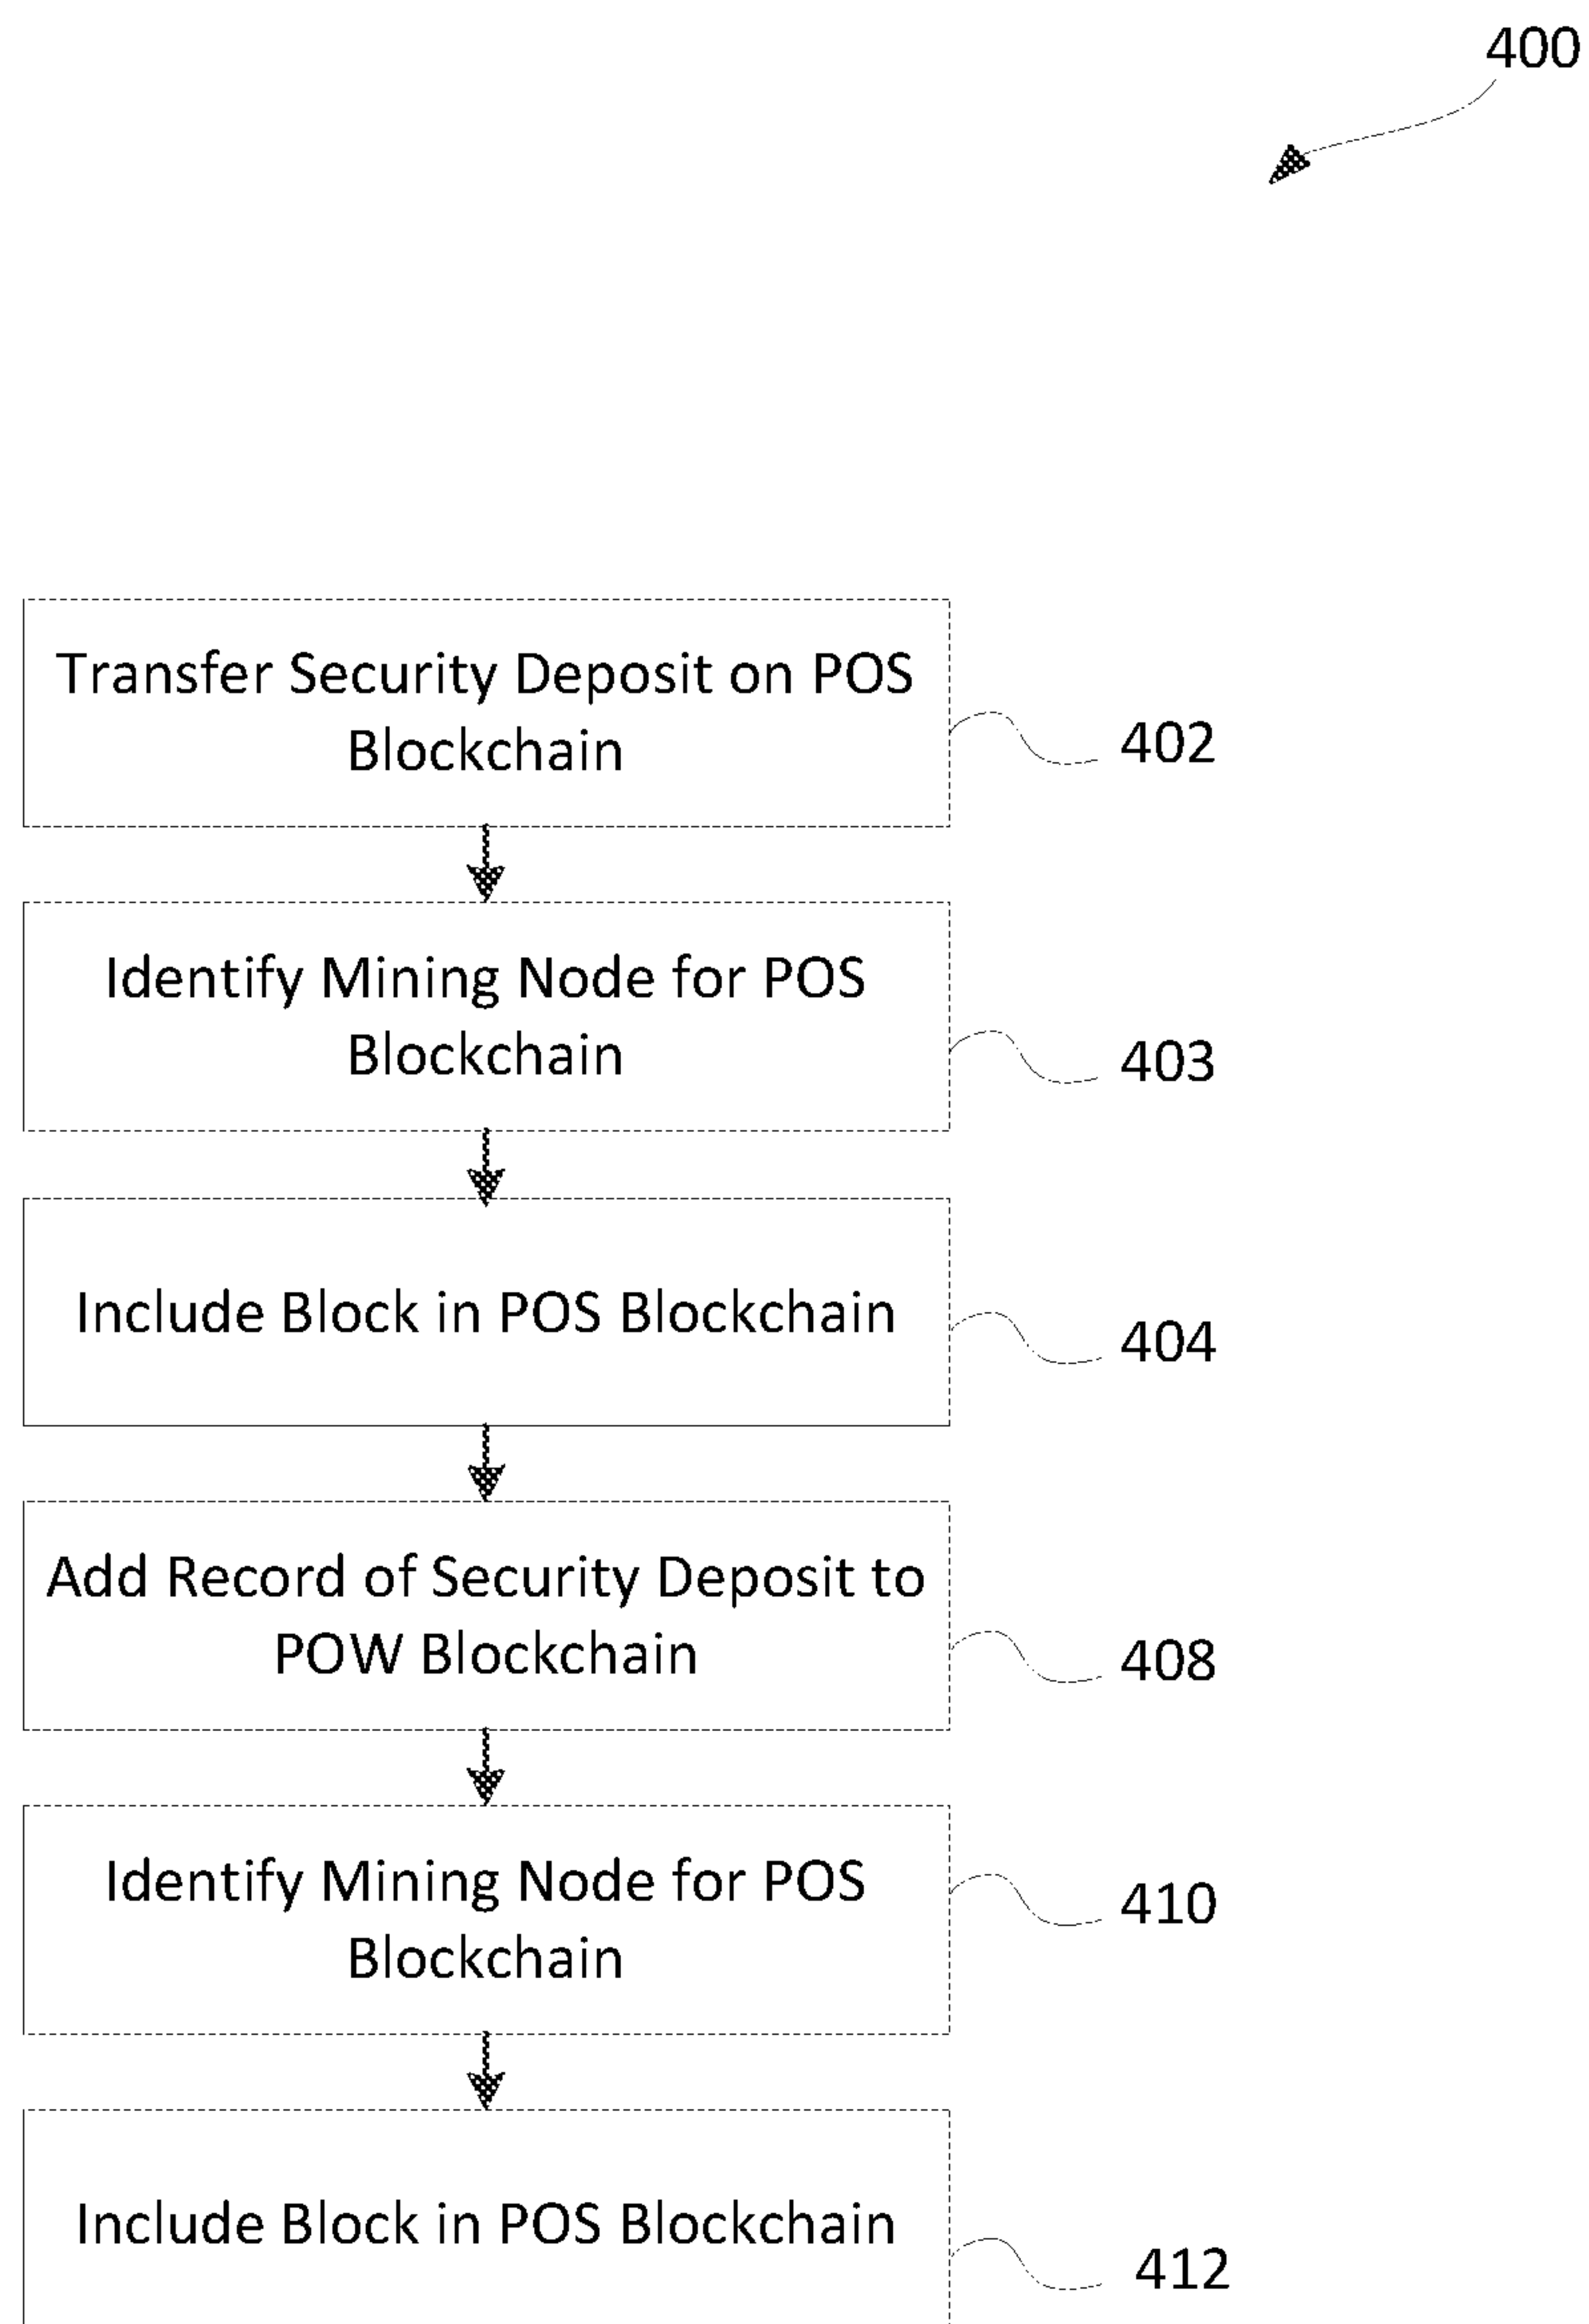 400
Transfer Security Deposit on POS
Blockchain
402
Identify Mining Node for POS
Blockchain
403
Include Block in POS Blockchain
404
Add Record of Security Deposit to
POW Blockchain
408
Identify Mining Node for POS
Blockchain
410
Include Block in POS Blockchain
412